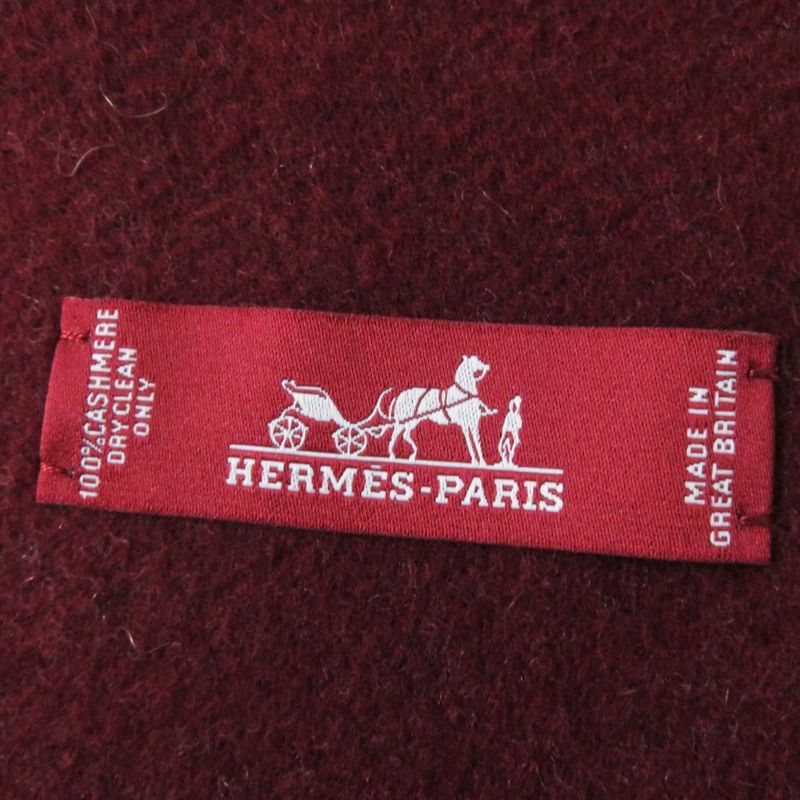 100% CASHMERE
DRY CLEAN
ONLY
HERMÈS-PARIS
MADE IN
GREAT BRITAIN